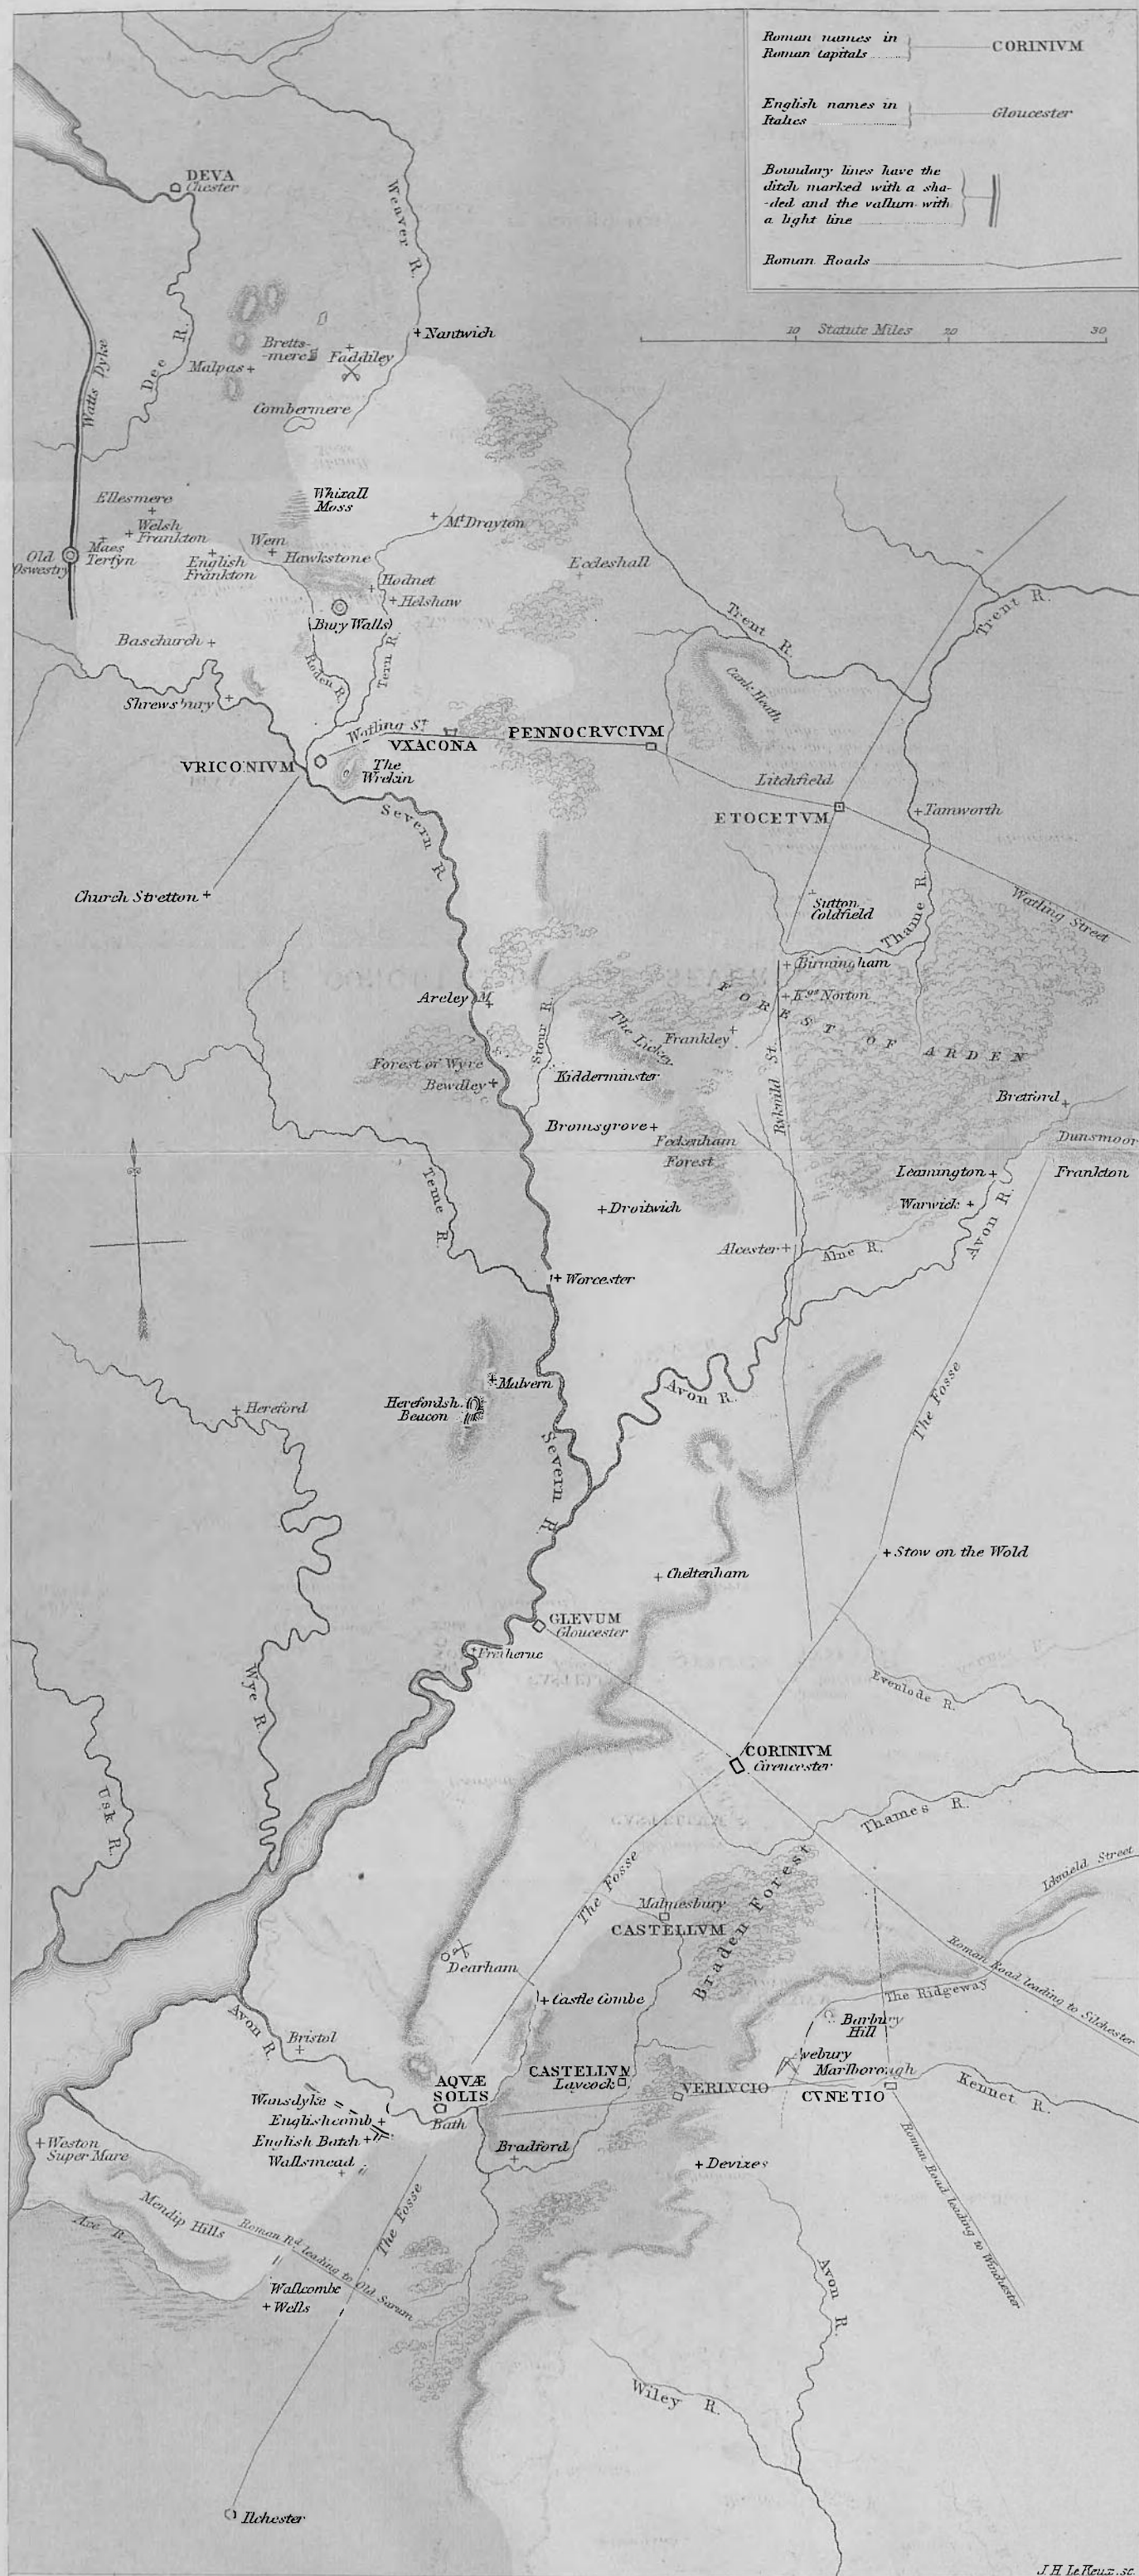 Roman names in
Roman Capitals
CORINIVM
English names in
Italics
Gloucester
Boundary lines have the
ditch marked with a sha-
-ded and the vallum with
a light line
Roman Roads
10 Statute Miles 20 30
DEVA
Chester
Weaver R.
Watts Dyke
Dee R.
Nantwich
Bretts-
-mere
Faddiley
Malpas
Combermere
Whixall
Moss
Mt Drayton
Ellesmere
Welsh
Frankton
Maes
Terfyn
Old
Oswestry
Wem
English
Frankton
Hawkstone
Hodnet
Helshaw
(Bury Walls)
Eccleshall
Baschurch
Roden R.
Tern R.
Trent R.
Trent R.
Cank Heath
Shrewsbury
Watling St
VXACONA
PENNOCRVCIVM
VRICONIVM
The
Wrekin
Litchfield
ETOCETVM
Tamworth
Severn R.
Church Stretton
Sutton
Coldfield
Thame R.
Watling Street
Birmingham
Kgs Norton
FOREST OF ARDEN
Areley
Stour R.
The Lickey
Frankley
Forest of Wyre
Bewdley
Kidderminster
Ryknild St.
Bretford
Bromsgrove
Feckenham
Forest
Dunsmoor
Frankton
Leamington
Warwick
Teme R.
Droitwich
Alcester
Alne R.
Avon R.
Worcester
Malvern
Herefordsh.
Beacon
Hereford
Avon R.
The Fosse
Severn R.
Stow on the Wold
Cheltenham
GLEVUM
Gloucester
Fretherne
Wye R.
Evenlode R.
CORINIVM
Cirencester
Usk R.
Thames R.
The Fosse
Icknield Street
Malmesbury
CASTELLVM
Braden Forest
Dearham
Roman Road leading to Silchester
Castle Combe
The Ridgeway
Barbury
Hill
Avon R.
Bristol
webury
Marlborough
AQVÆ
SOLIS
Bath
CASTELLVM
Laycock
VERLVCIO
CVNETIO
Kennet R.
Wansdyke
Englishcomb
English Batch
Wallsmead
Bradford
Weston
Super Mare
Devizes
Roman Road leading to Winchester
Mendip Hills
Axe R.
Roman Rd leading to Old Sarum
The Fosse
Wallcombe
Wells
Avon R.
Wiley R.
Ilchester
J. H. Le Keux. sc.